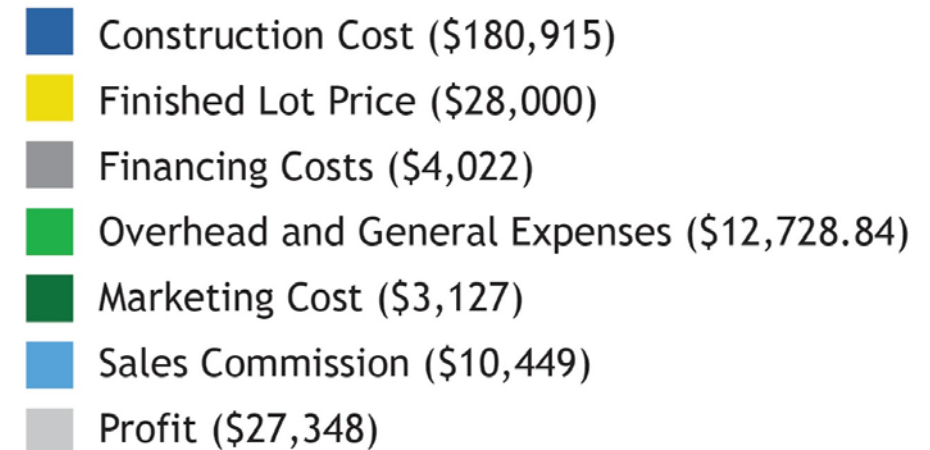 Construction Cost ($180,915)
Finished Lot Price ($28,000)
Financing Costs ($4,022)
Overhead and General Expenses ($12,728.84)
Marketing Cost ($3,127)
Sales Commission ($10,449)
Profit ($27,348)